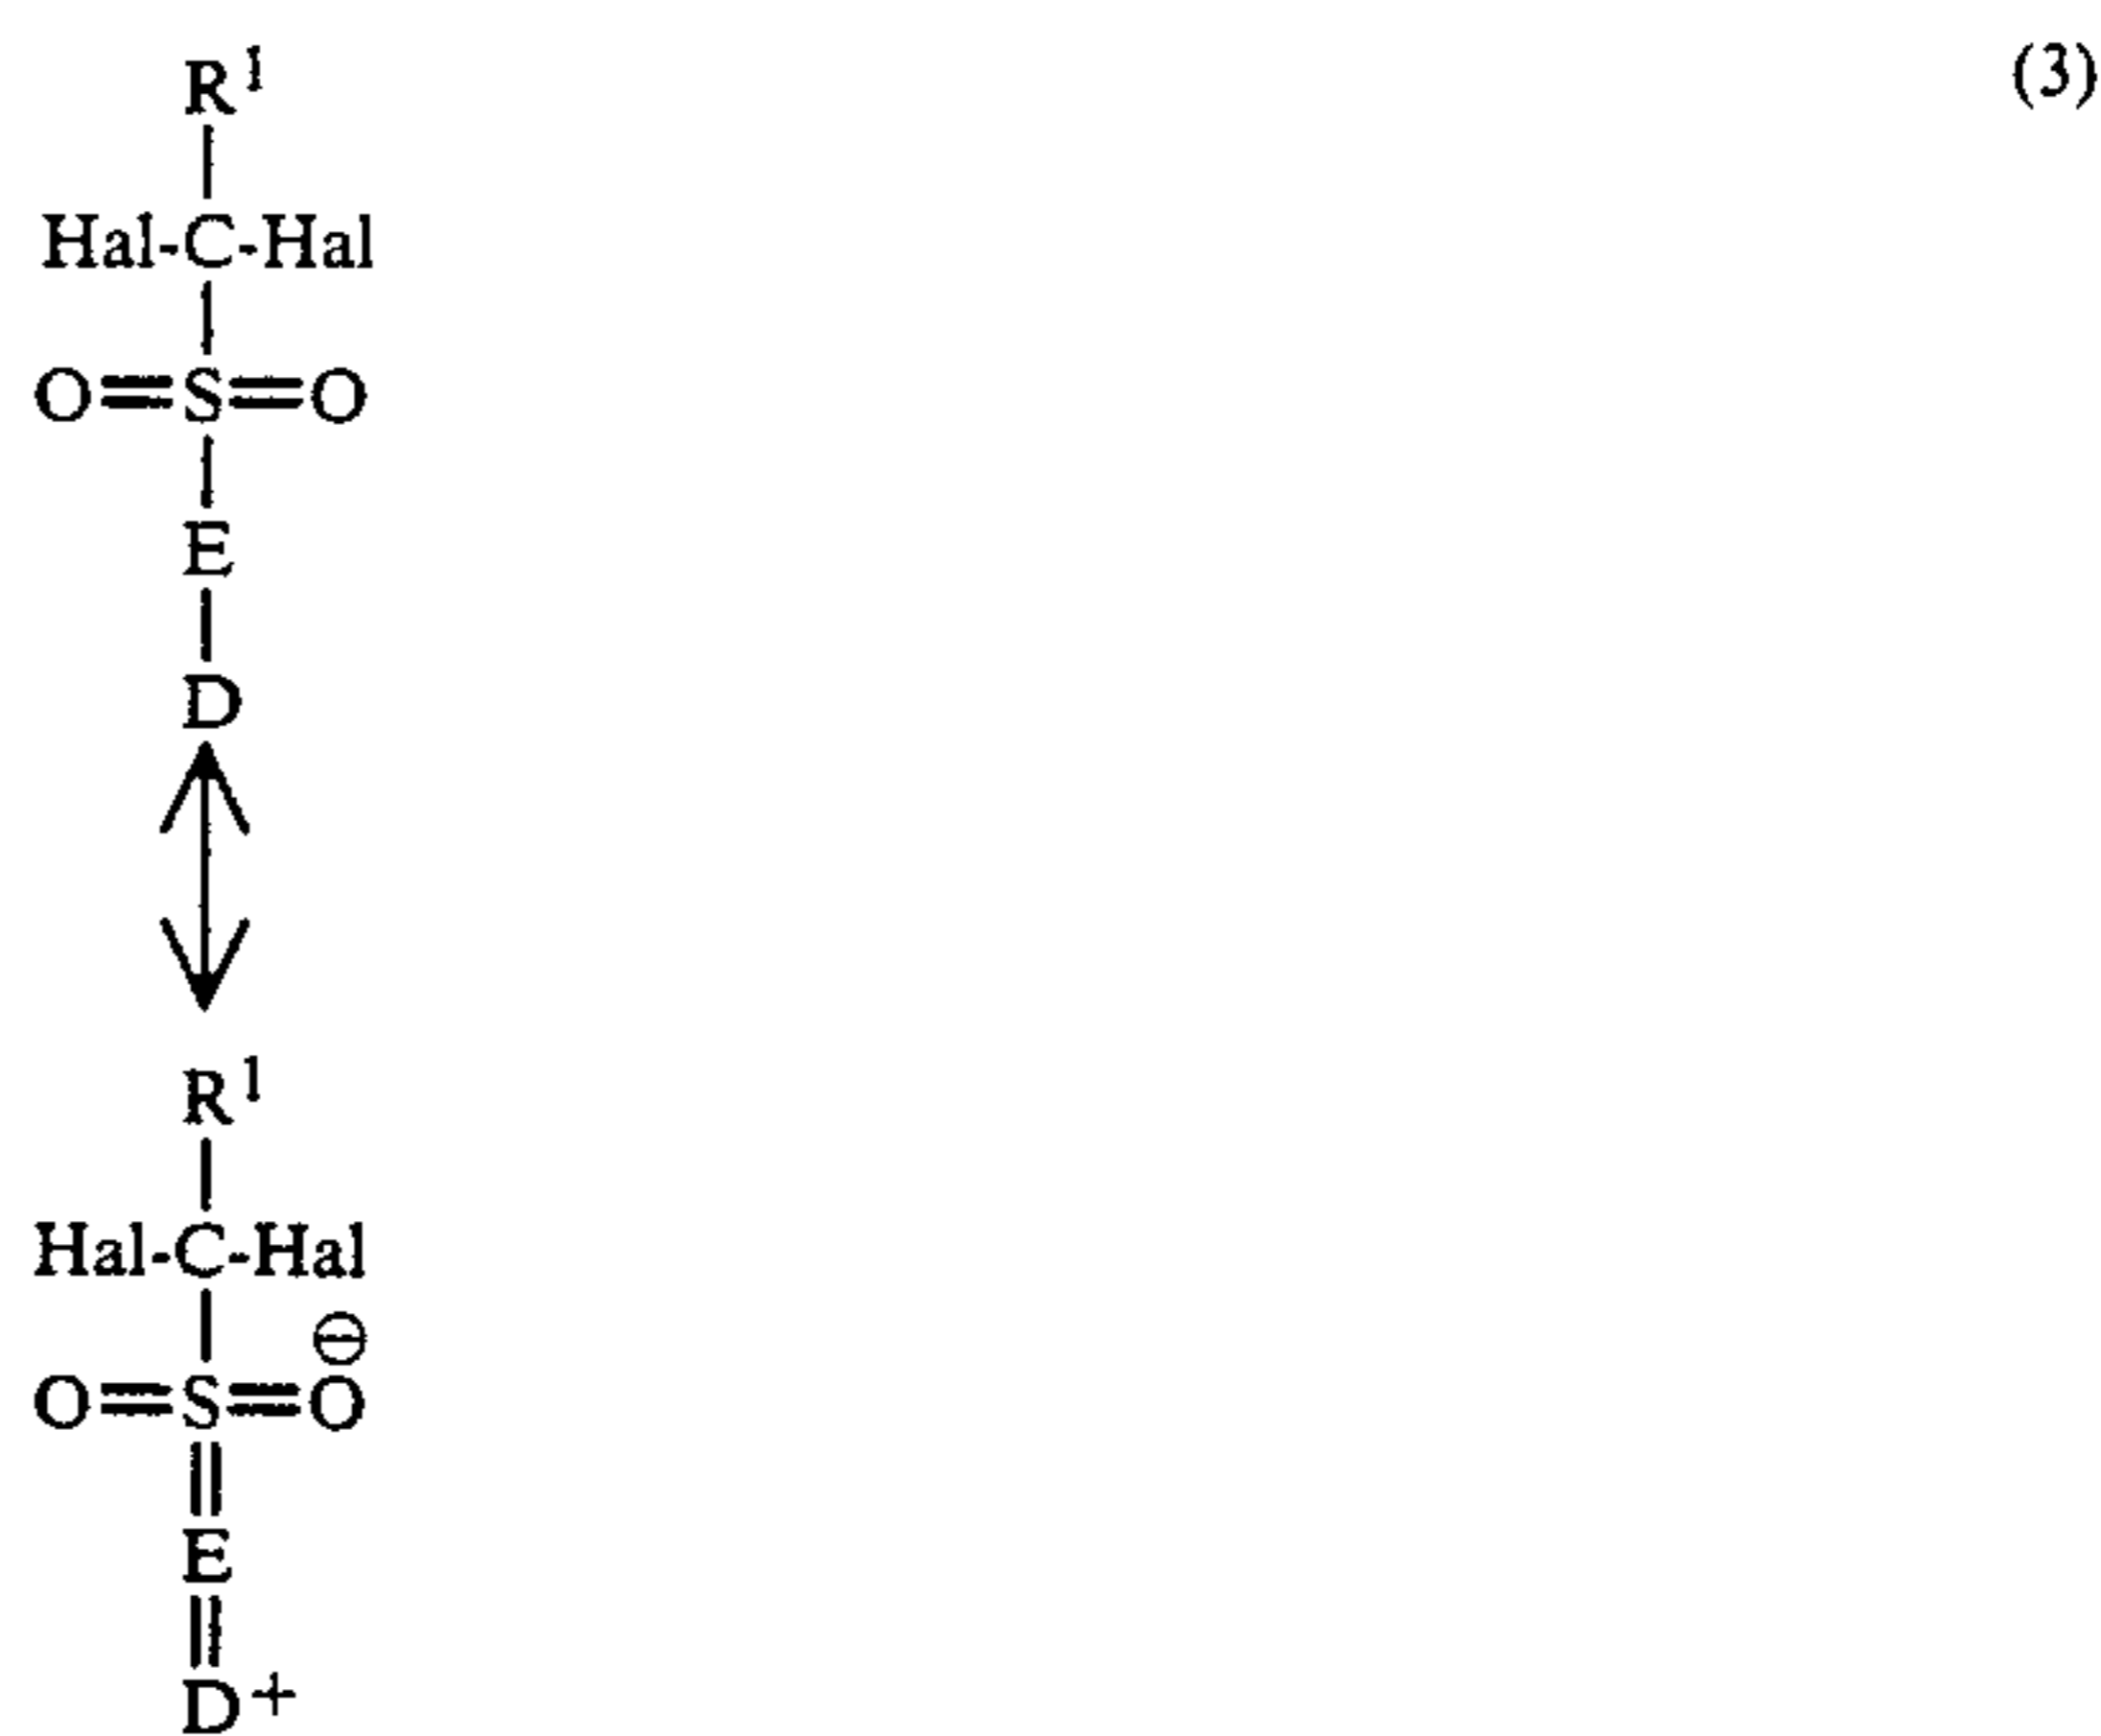 R¹ (3)
Hal-C-Hal
O=S=O
E
D
R¹
Hal-C-Hal
⊖
O=S=O
E
D+